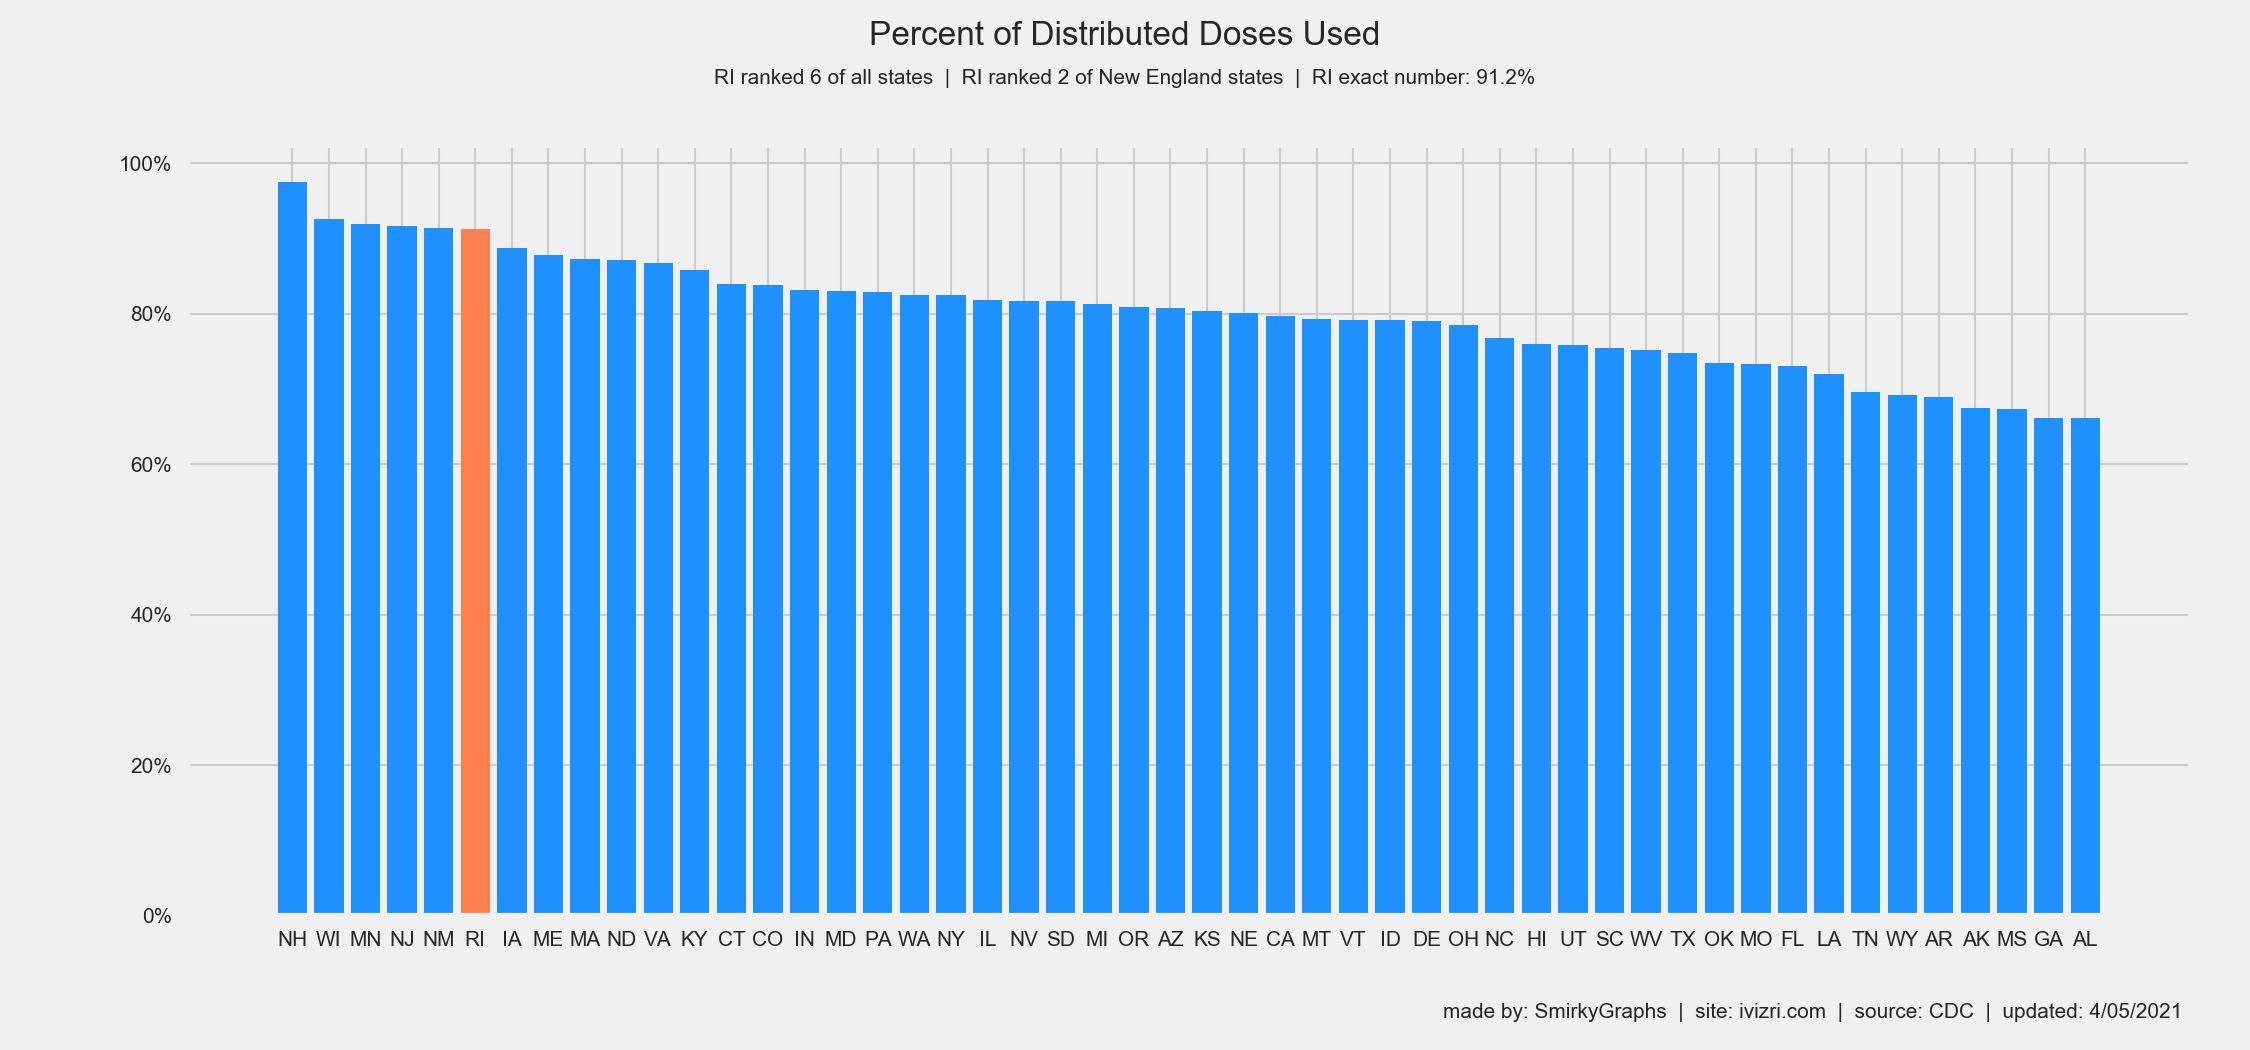 Percent of Distributed Doses Used
RI ranked 6 of all states | RI ranked 2 of New England states | RI exact number: 91.2%
100%
80%
60%
40%
20%
0%
NH WI MN NJ NM RI IA ME MA ND VA KY CT CO IN MD PA WA NY IL NV SD MI OR AZ KS NE CA MT VT ID DE OH NC HI UT SC WV TX OK MO FL LA TN WY AR AK MS GA AL
made by: SmirkyGraphs | site: ivizri.com | source: CDC | updated: 4/05/2021